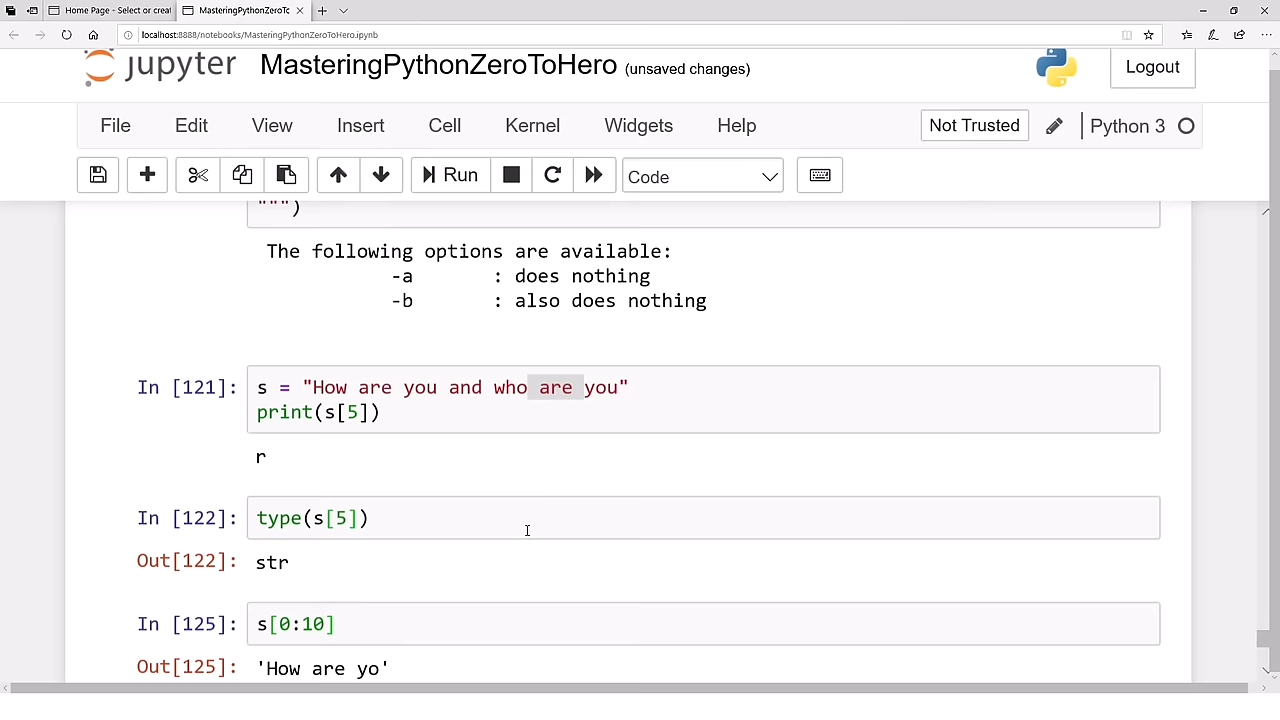 Home Page - Select or creat
MasteringPythonZeroTo
localhost:8888/notebooks/MasteringPythonZeroToHero.ipynb
jupyter MasteringPythonZeroToHero (unsaved changes) Logout
File Edit View Insert Cell Kernel Widgets Help Not Trusted Python 3
Run Code
""")
The following options are available:
-a : does nothing
-b : also does nothing
In [121]: s = "How are you and who are you"
print(s[5])
r
In [122]: type(s[5])
Out[122]: str
In [125]: s[0:10]
Out[125]: 'How are yo'